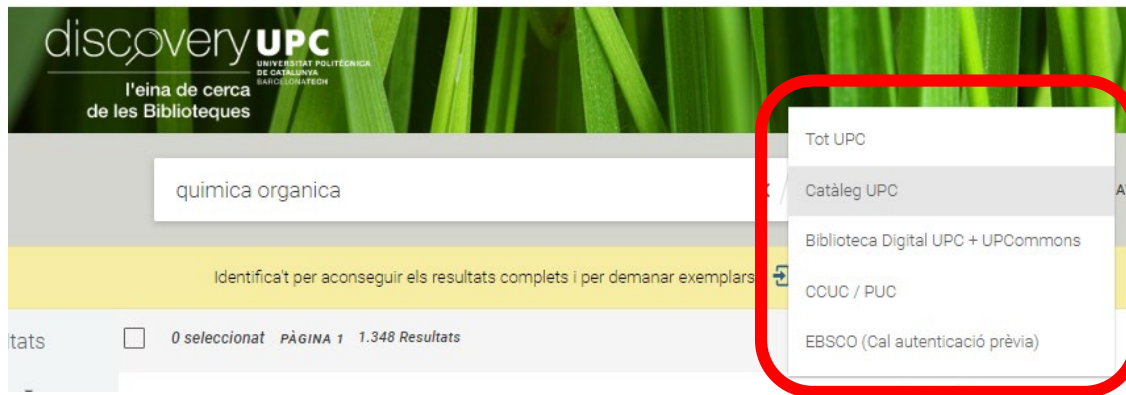 discovery UPC
UNIVERSITAT POLITÈCNICA
DE CATALUNYA
BARCELONATECH
l'eina de cerca
de les Biblioteques
Tot UPC
quimica organica
Catàleg UPC
Biblioteca Digital UPC + UPCommons
Identifica't per aconseguir els resultats complets i per demanar exemplars
CCUC / PUC
0 seleccionat PÀGINA 1 1.348 Resultats
EBSCO (Cal autenticació prèvia)